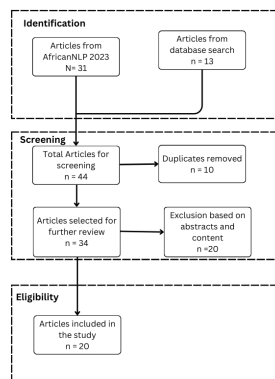 Identification
Articles from
AfricanNLP 2023
N= 31
Articles from
database search
n = 13
Screening
Total Articles for
screening
n = 44
Duplicates removed
n = 10
Articles selected for
further review
n = 34
Exclusion based on
abstracts and
content
n =20
Eligibility
Articles included in
the study
n = 20